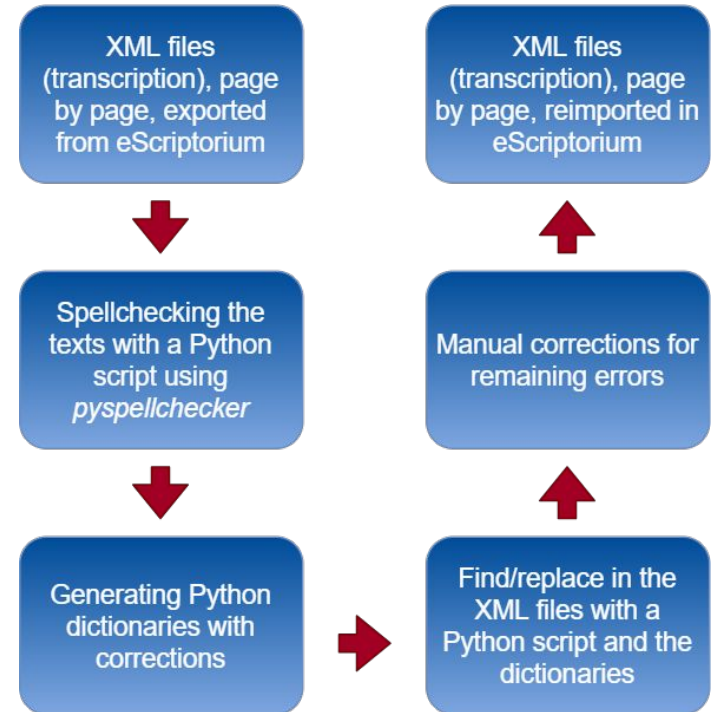 XML files
(transcription), page
by page, exported
from eScriptorium
Spellchecking the
texts with a Python
script using
pyspellchecker
Generating Python
dictionaries with
corrections
Find/replace in the
XML files with a
Python script and the
dictionaries
Manual corrections for
remaining errors
XML files
(transcription), page
by page, reimported in
eScriptorium